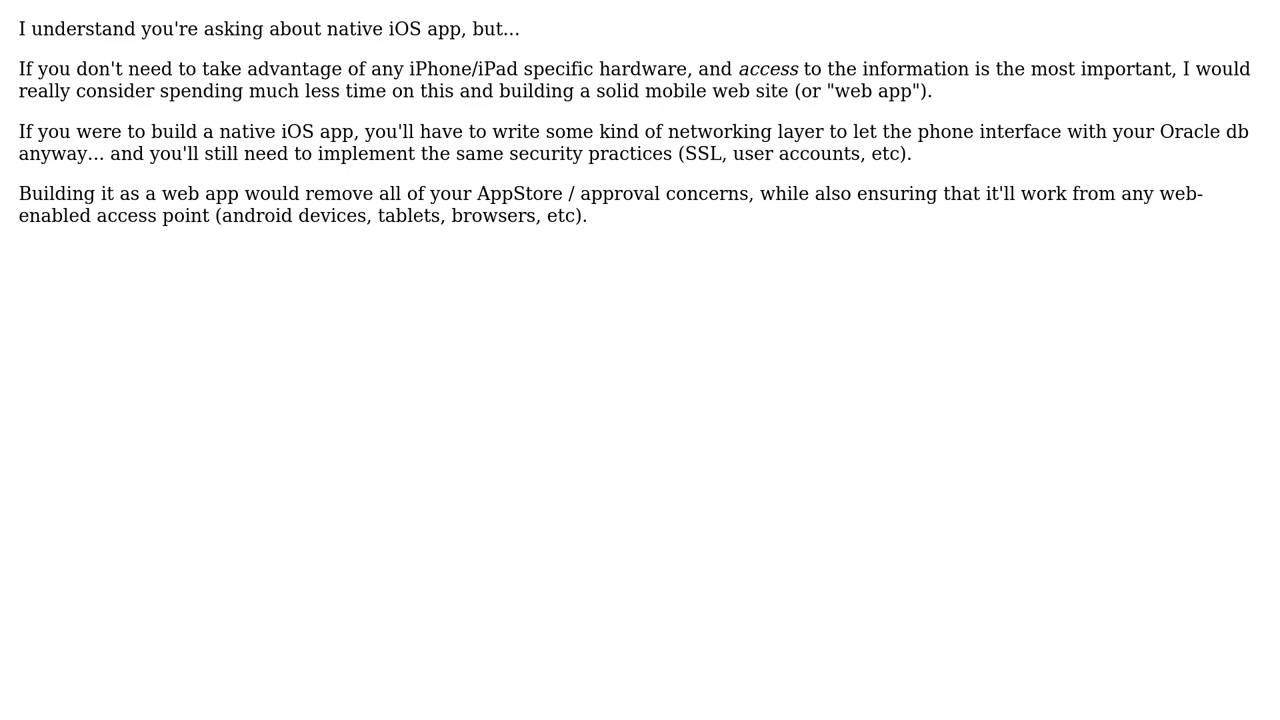 I understand you're asking about native iOS app, but...
If you don't need to take advantage of any iPhone/iPad specific hardware, and access to the information is the most important, I would
really consider spending much less time on this and building a solid mobile web site (or "web app").
If you were to build a native iOS app, you'll have to write some kind of networking layer to let the phone interface with your Oracle db
anyway... and you'll still need to implement the same security practices (SSL, user accounts, etc).
Building it as a web app would remove all of your AppStore / approval concerns, while also ensuring that it'll work from any web-
enabled access point (android devices, tablets, browsers, etc).